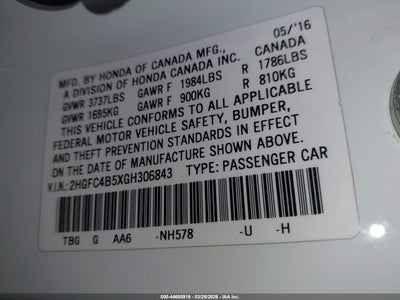 MFD. BY HONDA OF CANADA MFG., 05/'16
A DIVISION OF HONDA CANADA INC. CANADA
GVWR 3737LBS GAWR F 1984LBS R 1786LBS
GVWR 1695KG GAWR F 900KG R 810KG
THIS VEHICLE CONFORMS TO ALL APPLICABLE
FEDERAL MOTOR VEHICLE SAFETY, BUMPER,
AND THEFT PREVENTION STANDARDS IN EFFECT
ON THE DATE OF MANUFACTURE SHOWN ABOVE.
V.I.N.: 2HGFC4B5XGH306843 TYPE: PASSENGER CAR
TBG G AA6 -NH578 -U -H
000-44660916 - 03/25/2026 - IAA Inc.